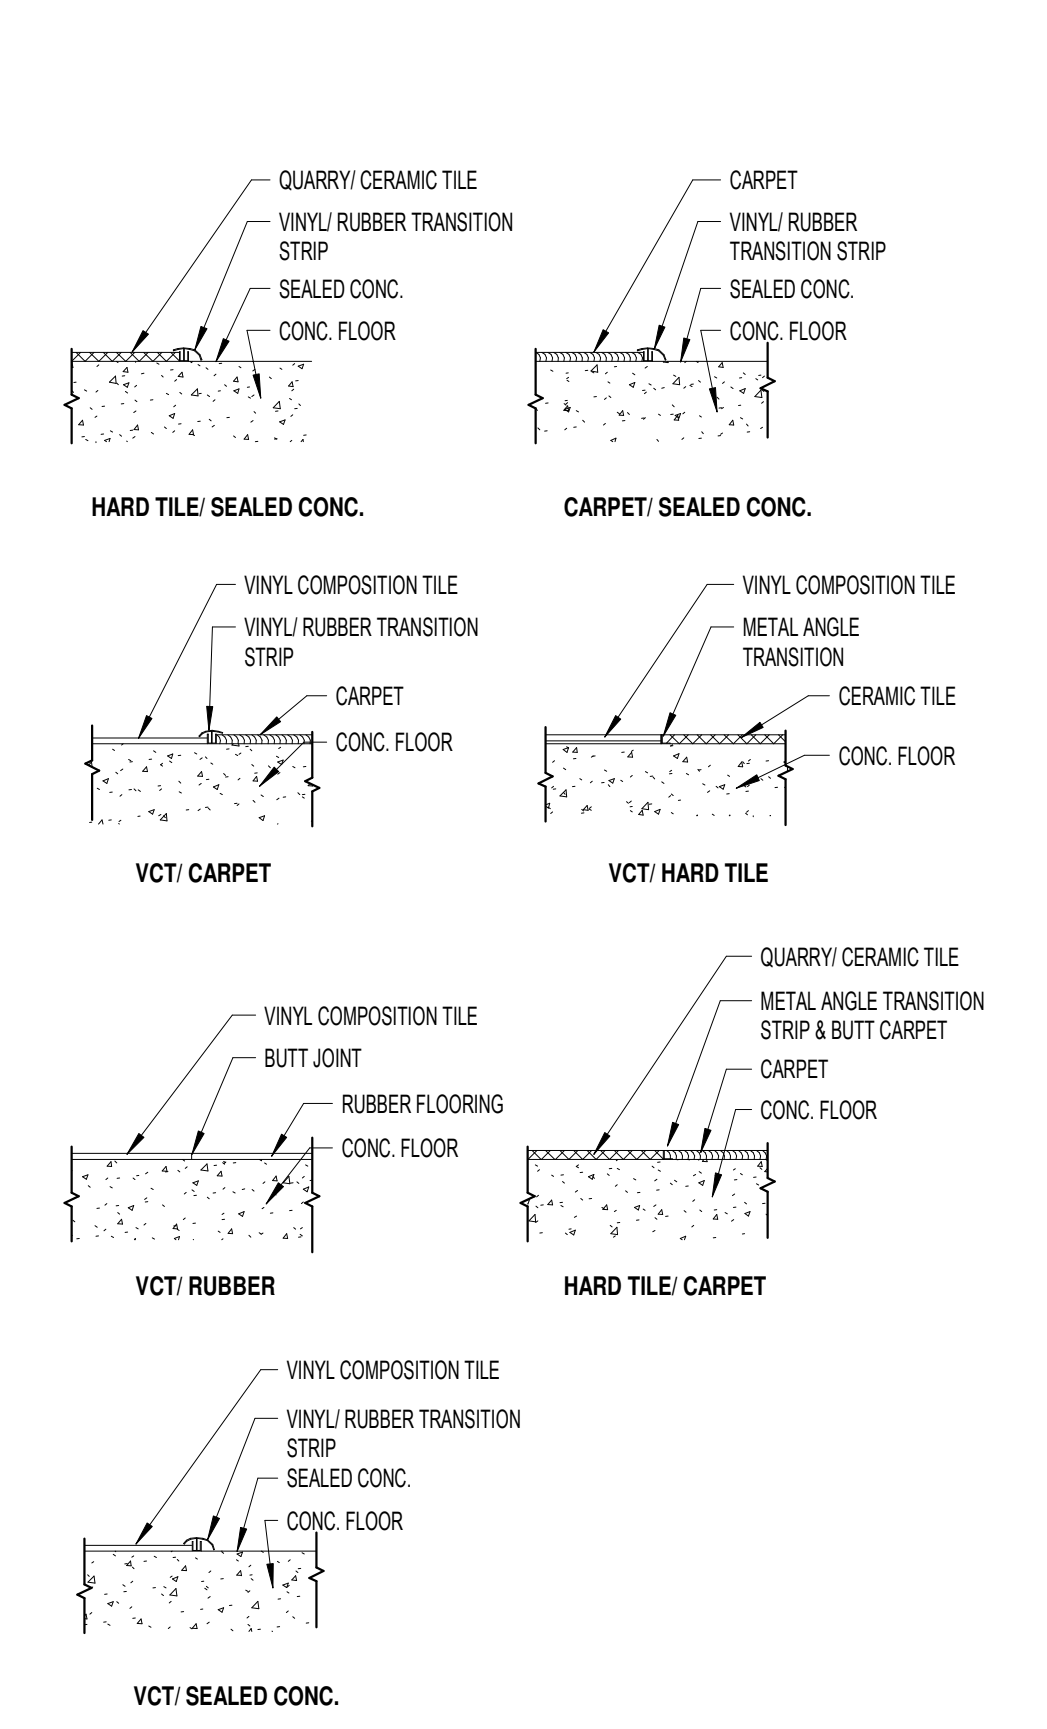 QUARRY/ CERAMIC TILE
VINYL/ RUBBER TRANSITION
STRIP
SEALED CONC.
CONC. FLOOR
HARD TILE/ SEALED CONC.
CARPET
VINYL/ RUBBER
TRANSITION STRIP
SEALED CONC.
CONC. FLOOR
CARPET/ SEALED CONC.
VINYL COMPOSITION TILE
VINYL/ RUBBER TRANSITION
STRIP
CARPET
CONC. FLOOR
VCT/ CARPET
VINYL COMPOSITION TILE
METAL ANGLE
TRANSITION
CERAMIC TILE
CONC. FLOOR
VCT/ HARD TILE
VINYL COMPOSITION TILE
BUTT JOINT
RUBBER FLOORING
CONC. FLOOR
VCT/ RUBBER
QUARRY/ CERAMIC TILE
METAL ANGLE TRANSITION
STRIP & BUTT CARPET
CARPET
CONC. FLOOR
HARD TILE/ CARPET
VINYL COMPOSITION TILE
VINYL/ RUBBER TRANSITION
STRIP
SEALED CONC.
CONC. FLOOR
VCT/ SEALED CONC.